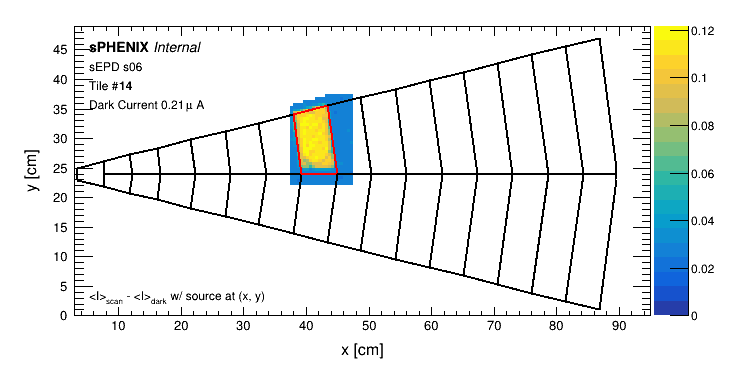 sPHENIX Internal
sEPD s06
Tile #14
Dark Current 0.21 μ A
<I>scan - <I>dark w/ source at (x, y)
y [cm]
45
40
35
30
25
20
15
10
5
0
10 20 30 40 50 60 70 80 90
x [cm]
0.12
0.1
0.08
0.06
0.04
0.02
0